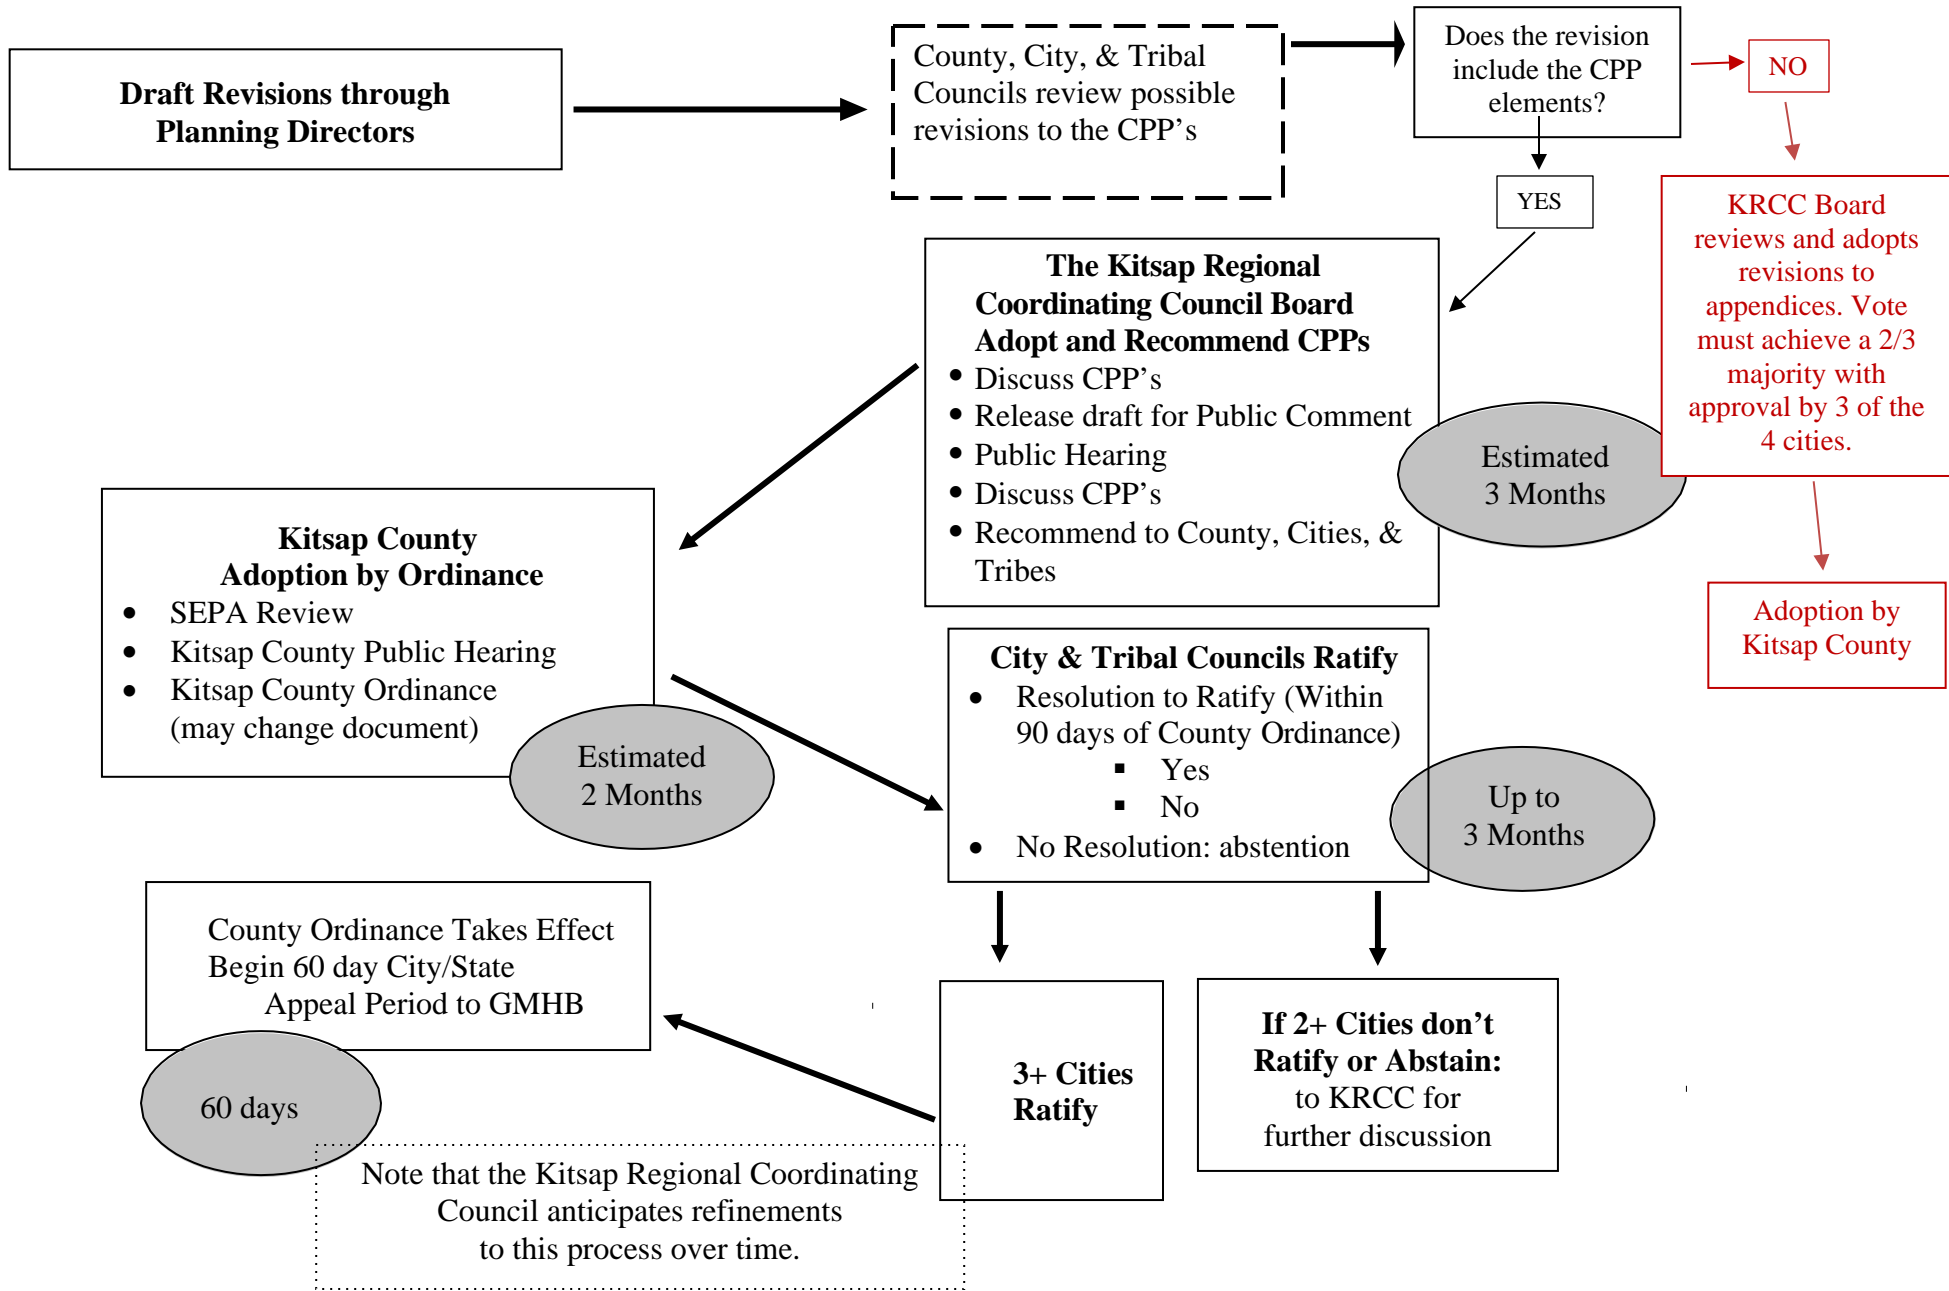 Draft Revisions through
Planning Directors
County, City, & Tribal
Councils review possible
revisions to the CPP’s
Does the revision
include the CPP
elements?
NO
YES
KRCC Board
reviews and adopts
revisions to
appendices. Vote
must achieve a 2/3
majority with
approval by 3 of the
4 cities.
Adoption by
Kitsap County
The Kitsap Regional
Coordinating Council Board
Adopt and Recommend CPPs
• Discuss CPP’s
• Release draft for Public Comment
• Public Hearing
• Discuss CPP’s
• Recommend to County, Cities, &
Tribes
Estimated
3 Months
Kitsap County
Adoption by Ordinance
• SEPA Review
• Kitsap County Public Hearing
• Kitsap County Ordinance
(may change document)
Estimated
2 Months
City & Tribal Councils Ratify
• Resolution to Ratify (Within
90 days of County Ordinance)
▪ Yes
▪ No
• No Resolution: abstention
Up to
3 Months
County Ordinance Takes Effect
Begin 60 day City/State
Appeal Period to GMHB
60 days
3+ Cities
Ratify
If 2+ Cities don’t
Ratify or Abstain:
to KRCC for
further discussion
Note that the Kitsap Regional Coordinating
Council anticipates refinements
to this process over time.